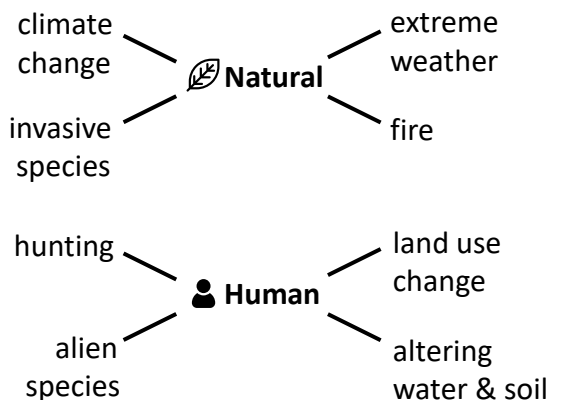 climate
change
extreme
weather
Natural
invasive
species
fire
hunting
land use
change
Human
alien
species
altering
water & soil